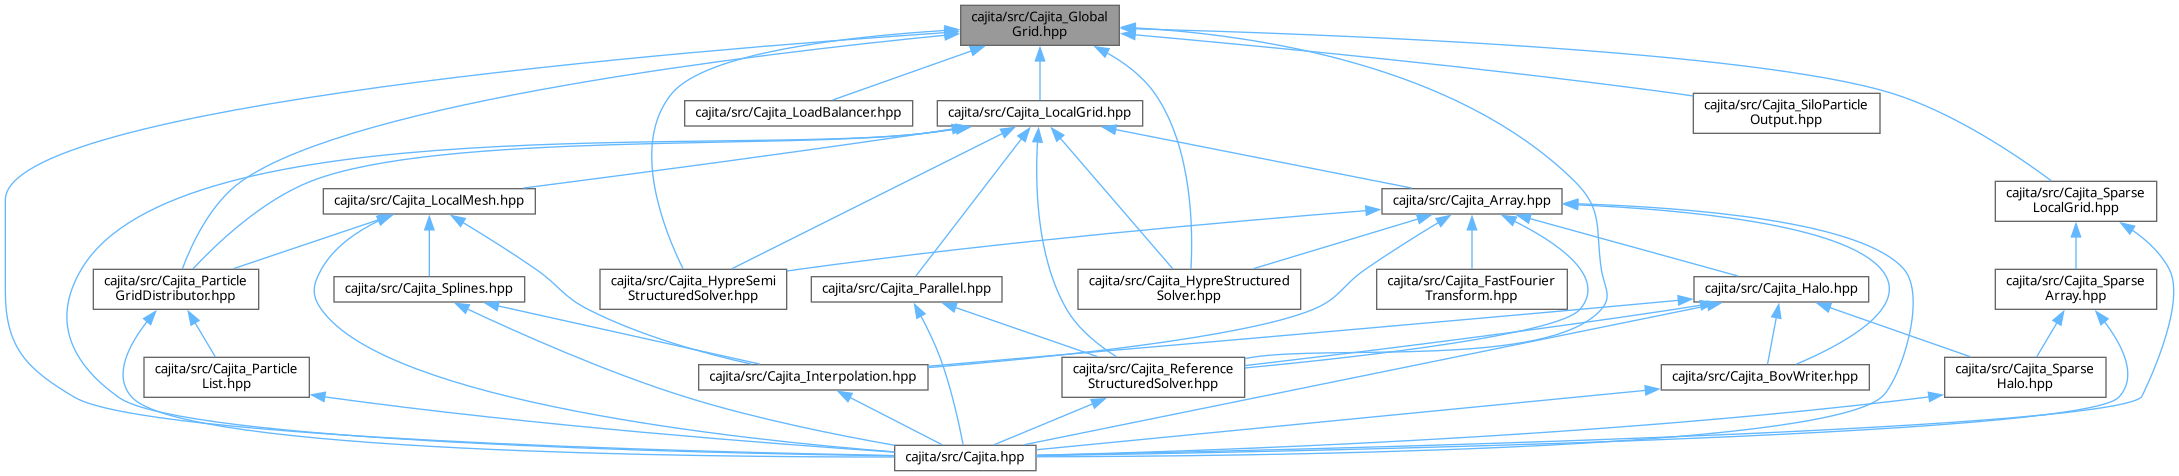 cajita/src/Cajita_Global
Grid.hpp
cajita/src/Cajita_LoadBalancer.hpp
cajita/src/Cajita_LocalGrid.hpp
cajita/src/Cajita_SiloParticle
Output.hpp
cajita/src/Cajita_LocalMesh.hpp
cajita/src/Cajita_Array.hpp
cajita/src/Cajita_Sparse
LocalGrid.hpp
cajita/src/Cajita_Particle
GridDistributor.hpp
cajita/src/Cajita_Splines.hpp
cajita/src/Cajita_HypreSemi
StructuredSolver.hpp
cajita/src/Cajita_Parallel.hpp
cajita/src/Cajita_HypreStructured
Solver.hpp
cajita/src/Cajita_FastFourier
Transform.hpp
cajita/src/Cajita_Halo.hpp
cajita/src/Cajita_Sparse
Array.hpp
cajita/src/Cajita_Particle
List.hpp
cajita/src/Cajita_Interpolation.hpp
cajita/src/Cajita_Reference
StructuredSolver.hpp
cajita/src/Cajita_BovWriter.hpp
cajita/src/Cajita_Sparse
Halo.hpp
cajita/src/Cajita.hpp